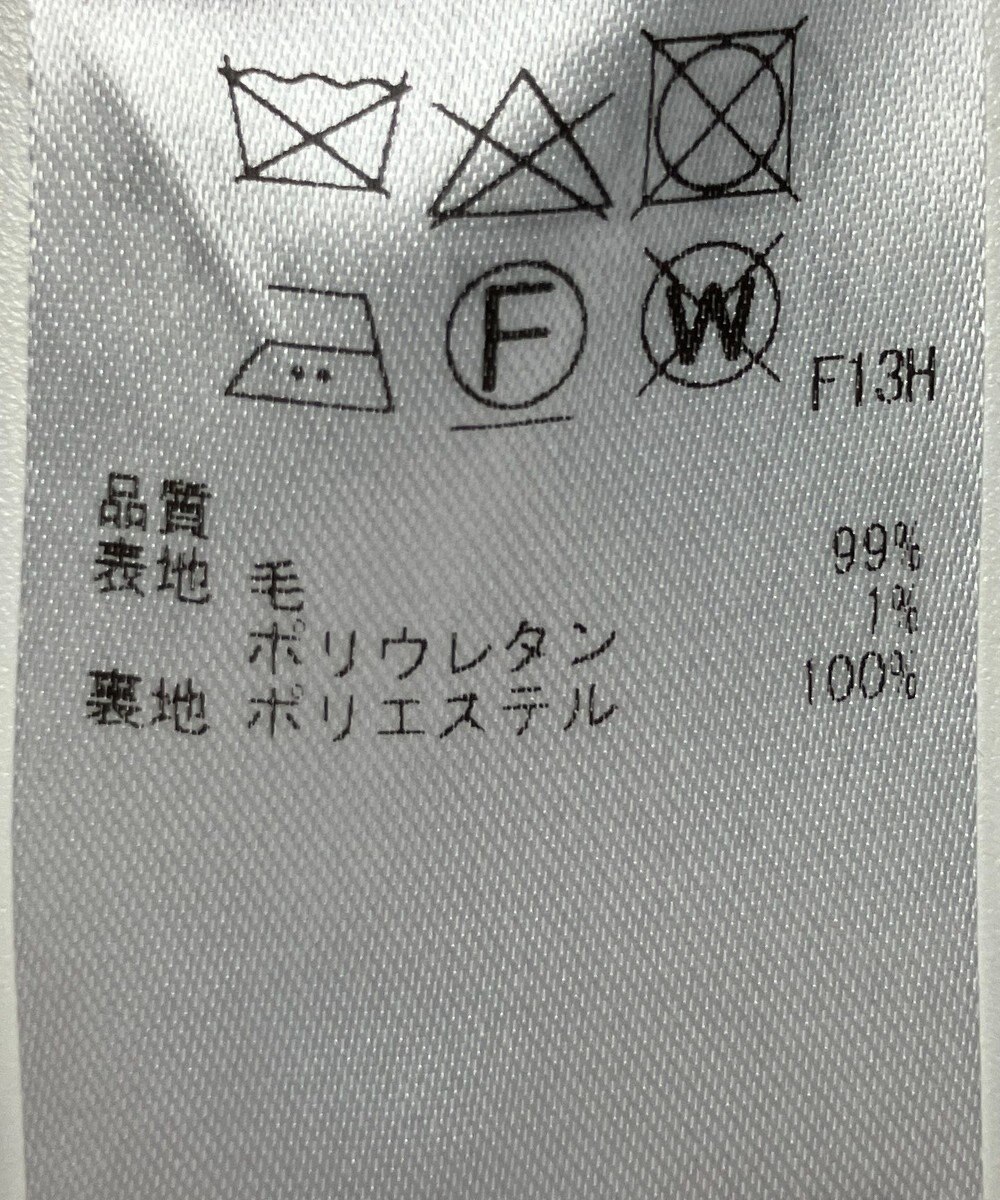 F
W
F13H
品質
表地 毛 99%
ポリウレタン 1%
裏地 ポリエステル 100%